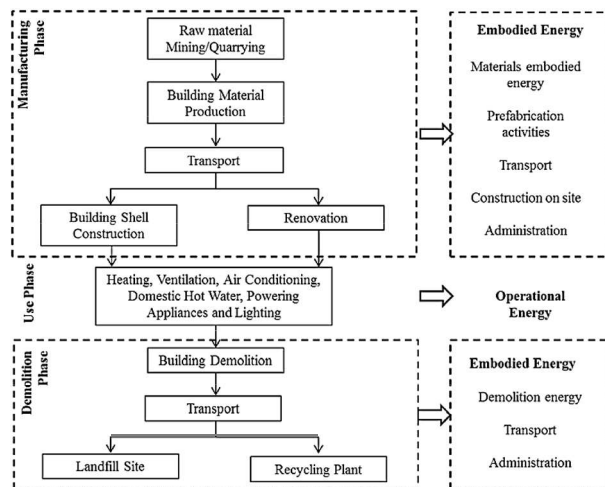 Manufacturing
Phase
Raw material
Mining/Quarrying
Building Material
Production
Transport
Building Shell
Construction
Renovation
Embodied Energy
Materials embodied
energy
Prefabrication
activities
Transport
Construction on site
Administration
Use Phase
Heating, Ventilation, Air Conditioning,
Domestic Hot Water, Powering
Appliances and Lighting
Operational
Energy
Demolition
Phase
Building Demolition
Transport
Landfill Site
Recycling Plant
Embodied Energy
Demolition energy
Transport
Administration